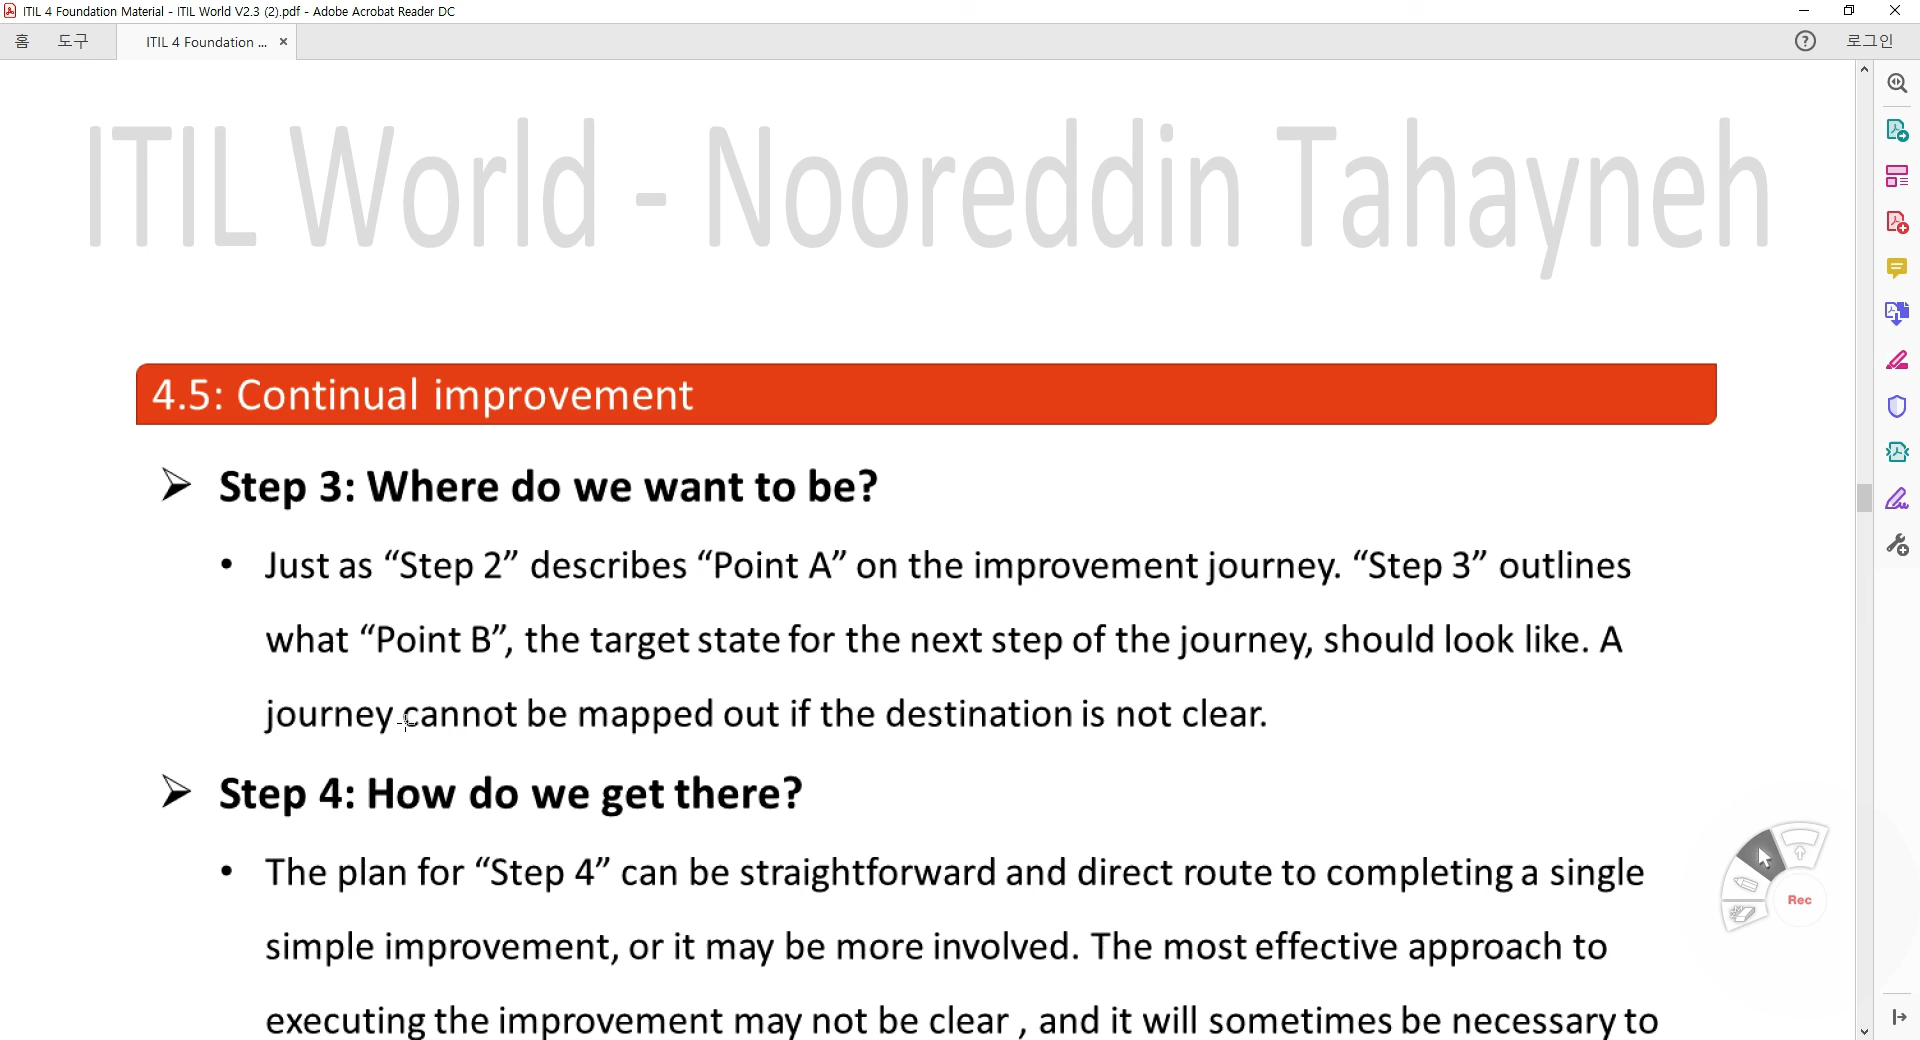 ITIL 4 Foundation Material - ITIL World V2.3 (2).pdf - Adobe Acrobat Reader DC
홈 도구 ITIL 4 Foundation ... 로그인
ITIL World - Nooreddin Tahayneh
4.5: Continual improvement
➢ Step 3: Where do we want to be?
• Just as “Step 2” describes “Point A” on the improvement journey. “Step 3” outlines
what “Point B”, the target state for the next step of the journey, should look like. A
journey cannot be mapped out if the destination is not clear.
➢ Step 4: How do we get there?
• The plan for “Step 4” can be straightforward and direct route to completing a single
simple improvement, or it may be more involved. The most effective approach to
executing the improvement may not be clear , and it will sometimes be necessary to
Rec